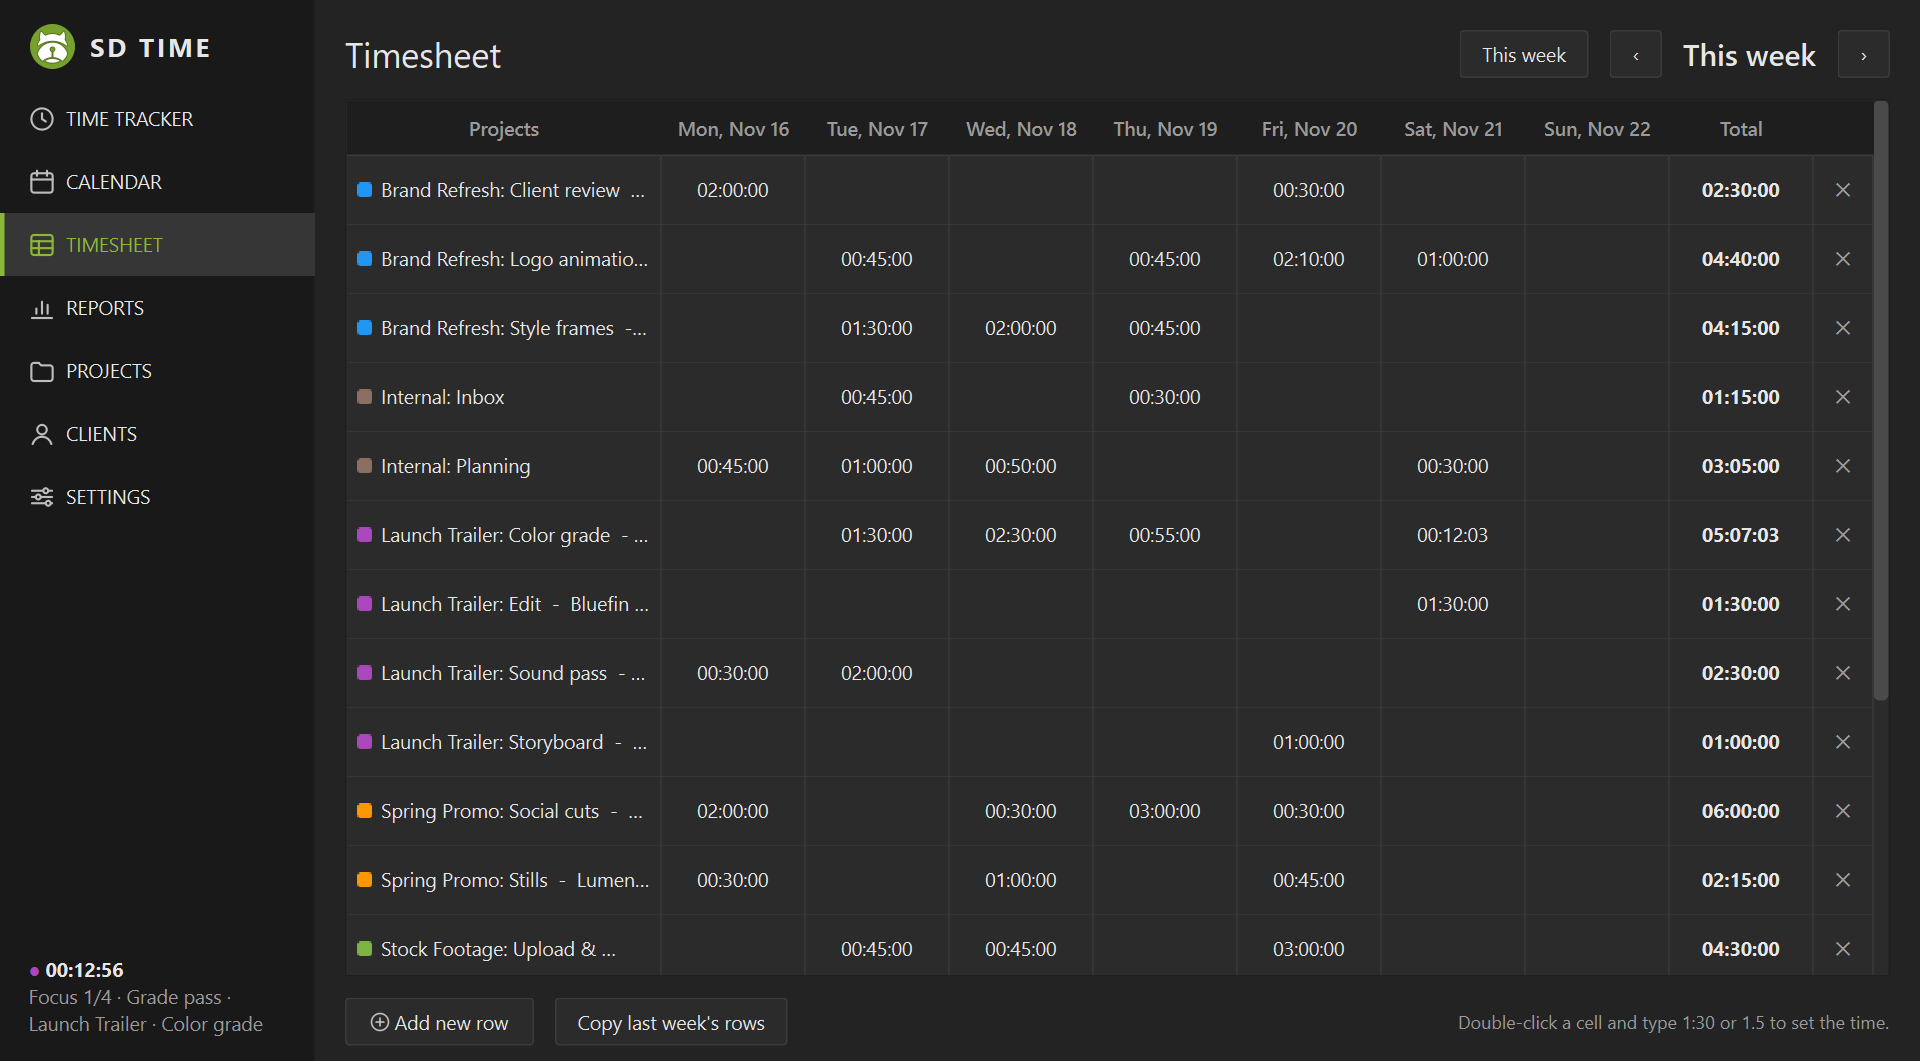 SD TIME
TIME TRACKER
CALENDAR
TIMESHEET
REPORTS
PROJECTS
CLIENTS
SETTINGS
00:12:56
Focus 1/4 · Grade pass ·
Launch Trailer · Color grade
Timesheet
This week
‹
This week
›
Projects Mon, Nov 16 Tue, Nov 17 Wed, Nov 18 Thu, Nov 19 Fri, Nov 20 Sat, Nov 21 Sun, Nov 22 Total
Brand Refresh: Client review ... 02:00:00 00:30:00 02:30:00
Brand Refresh: Logo animatio... 00:45:00 00:45:00 02:10:00 01:00:00 04:40:00
Brand Refresh: Style frames -... 01:30:00 02:00:00 00:45:00 04:15:00
Internal: Inbox 00:45:00 00:30:00 01:15:00
Internal: Planning 00:45:00 01:00:00 00:50:00 00:30:00 03:05:00
Launch Trailer: Color grade - ... 01:30:00 02:30:00 00:55:00 00:12:03 05:07:03
Launch Trailer: Edit - Bluefin ... 01:30:00 01:30:00
Launch Trailer: Sound pass - ... 00:30:00 02:00:00 02:30:00
Launch Trailer: Storyboard - ... 01:00:00 01:00:00
Spring Promo: Social cuts - ... 02:00:00 00:30:00 03:00:00 00:30:00 06:00:00
Spring Promo: Stills - Lumen... 00:30:00 01:00:00 00:45:00 02:15:00
Stock Footage: Upload & ... 00:45:00 00:45:00 03:00:00 04:30:00
Add new row
Copy last week's rows
Double-click a cell and type 1:30 or 1.5 to set the time.